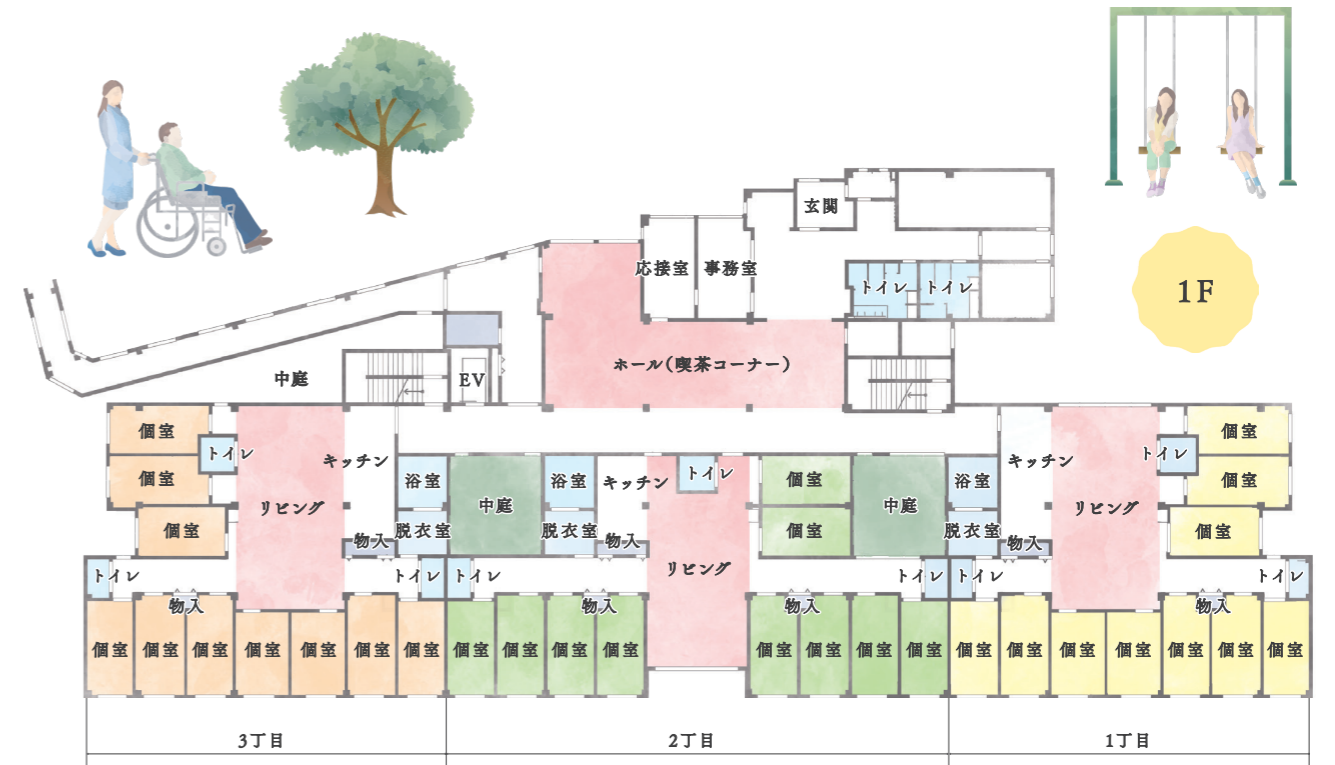 玄関
応接室 事務室
トイレ トイレ
1F
ホール(喫茶コーナー)
中庭
EV
個室
トイレ
キッチン
個室
リビング
個室
浴室
脱衣室
物入
中庭
浴室
脱衣室
キッチン
物入
トイレ
リビング
個室
個室
中庭
浴室
脱衣室
キッチン
物入
リビング
トイレ
個室
個室
個室
トイレ
トイレ
トイレ
トイレ
トイレ
トイレ
物入
物入
物入
物入
個室 個室 個室 個室 個室 個室 個室 個室 個室 個室 個室 個室 個室 個室 個室 個室 個室 個室 個室 個室 個室 個室
3丁目 2丁目 1丁目